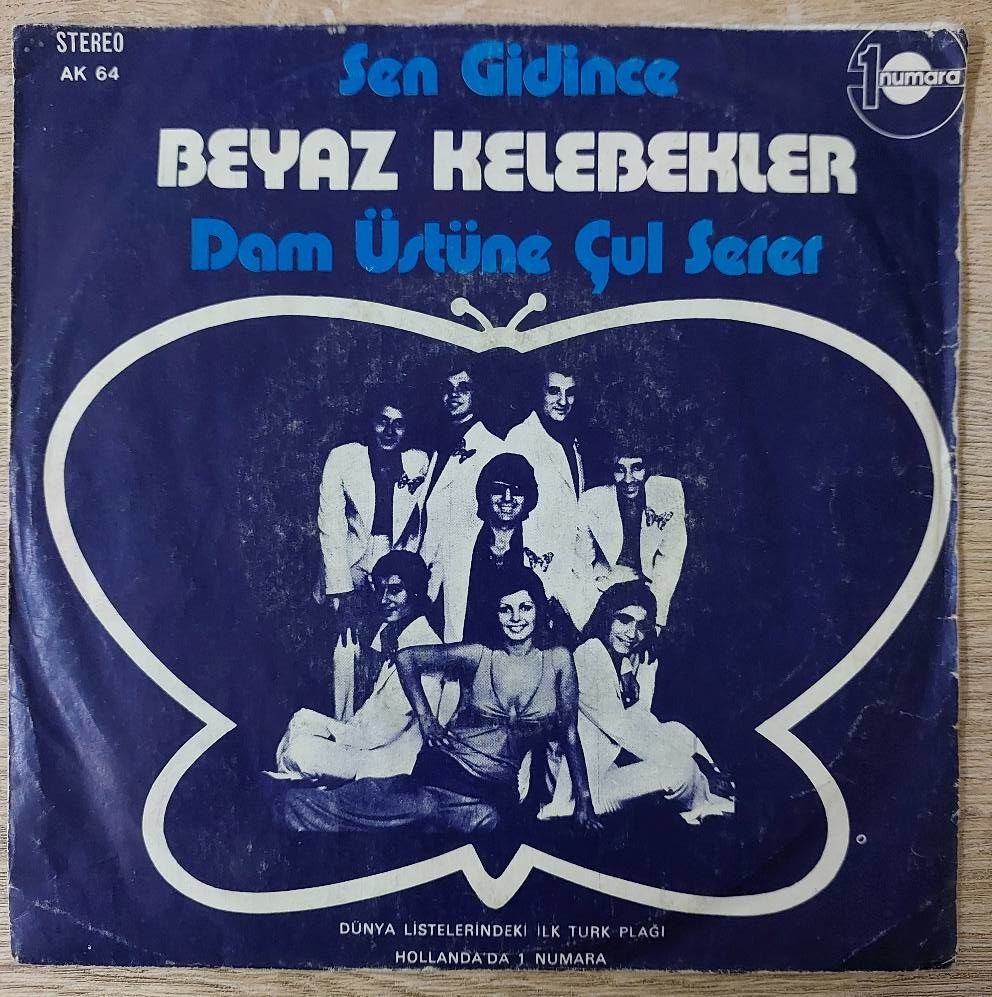 STEREO
AK 64
Sen Gidince
1 numara
BEYAZ KELEBEKLER
Dam Üstüne Çul Serer
DÜNYA LİSTELERİNDEKİ İLK TURK PLAĞI
HOLLANDA'DA 1 NUMARA